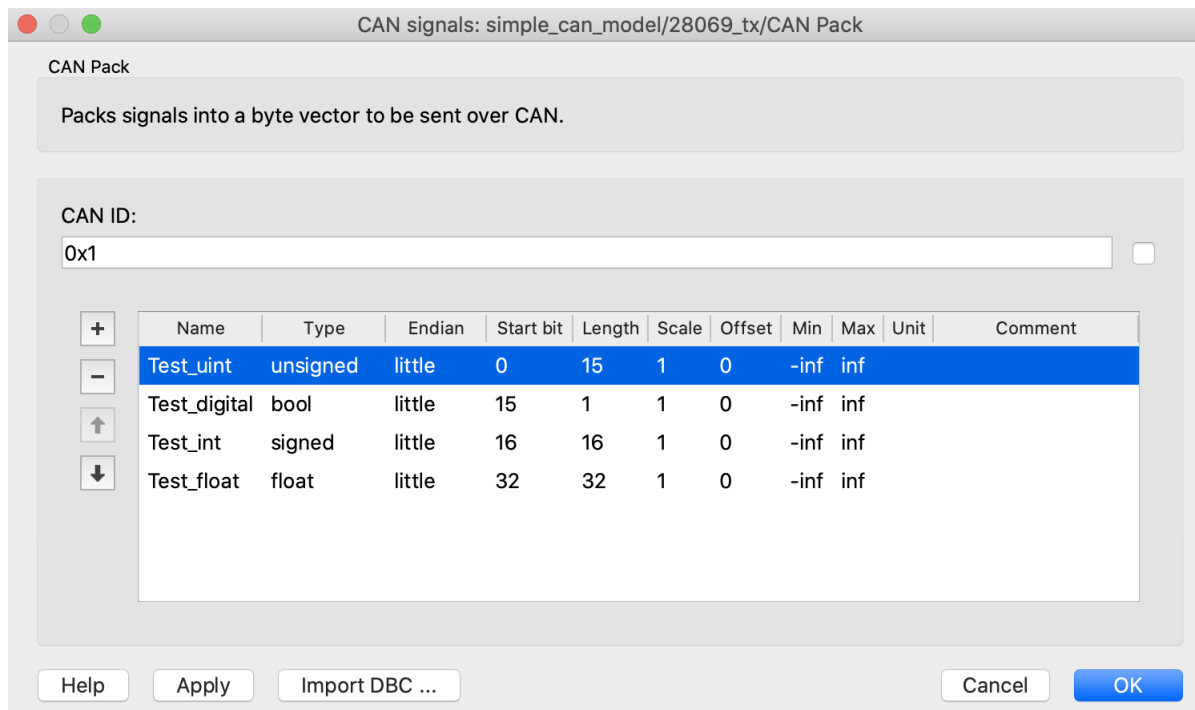 CAN signals: simple_can_model/28069_tx/CAN Pack
CAN Pack
Packs signals into a byte vector to be sent over CAN.
CAN ID:
0x1
Name Type Endian Start bit Length Scale Offset Min Max Unit Comment
Test_uint unsigned little 0 15 1 0 -inf inf
Test_digital bool little 15 1 1 0 -inf inf
Test_int signed little 16 16 1 0 -inf inf
Test_float float little 32 32 1 0 -inf inf
Help Apply Import DBC ... Cancel OK